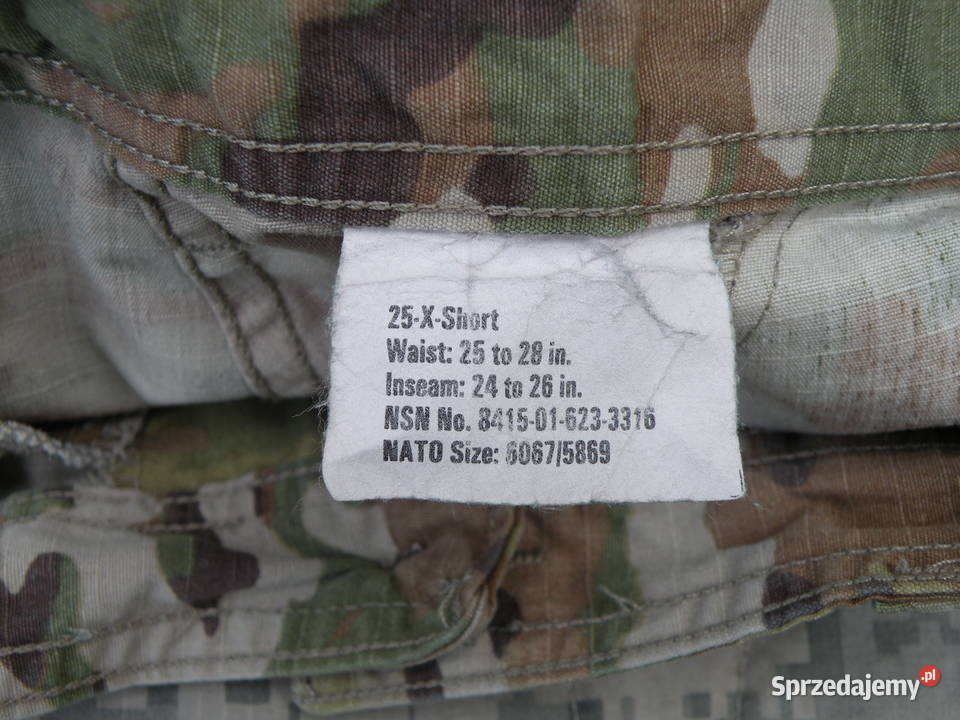 25-X-Short
Waist: 25 to 28 in.
Inseam: 24 to 26 in.
NSN No. 8415-01-623-3316
NATO Size: 6067/5869
Sprzedajemy.pl